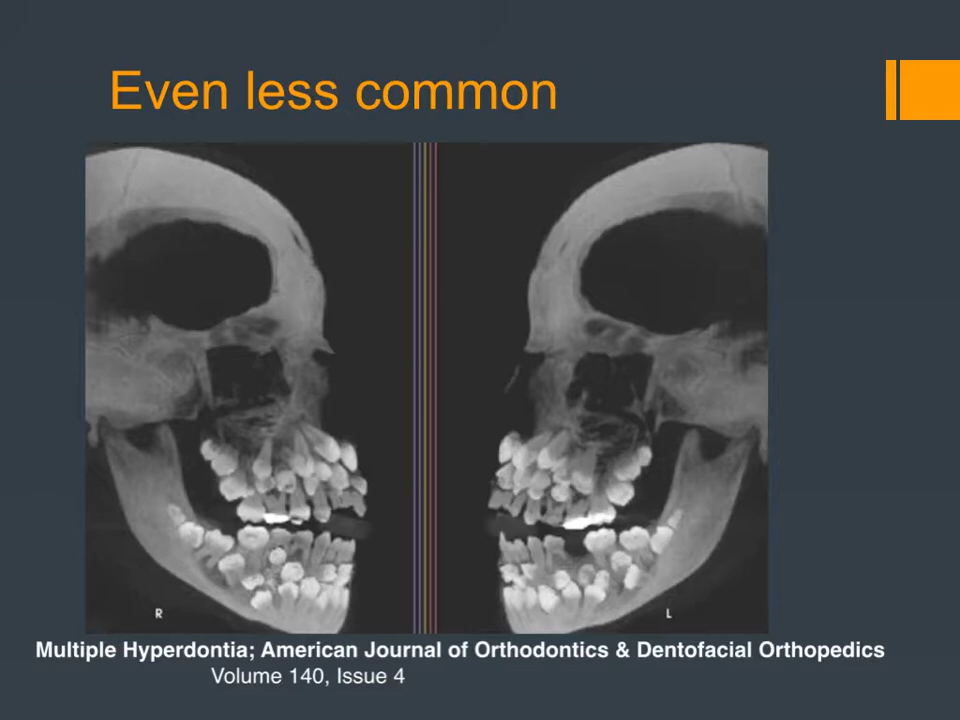 Even less common
R
L
Multiple Hyperdontia; American Journal of Orthodontics & Dentofacial Orthopedics
Volume 140, Issue 4